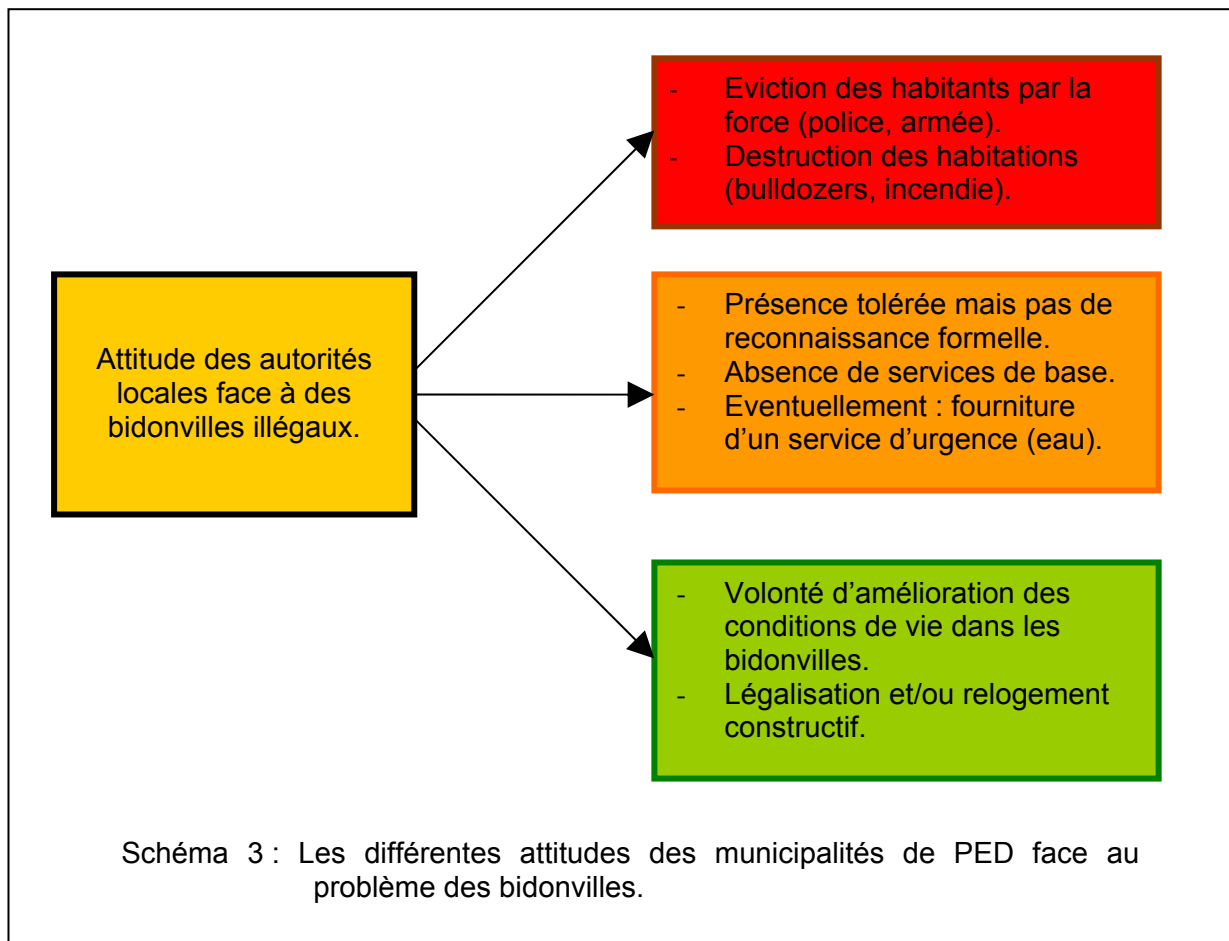 - Eviction des habitants par la
force (police, armée).
- Destruction des habitations
(bulldozers, incendie).
Attitude des autorités
locales face à des
bidonvilles illégaux.
- Présence tolérée mais pas de
reconnaissance formelle.
- Absence de services de base.
- Eventuellement : fourniture
d’un service d’urgence (eau).
- Volonté d’amélioration des
conditions de vie dans les
bidonvilles.
- Légalisation et/ou relogement
constructif.
Schéma 3 : Les différentes attitudes des municipalités de PED face au
problème des bidonvilles.